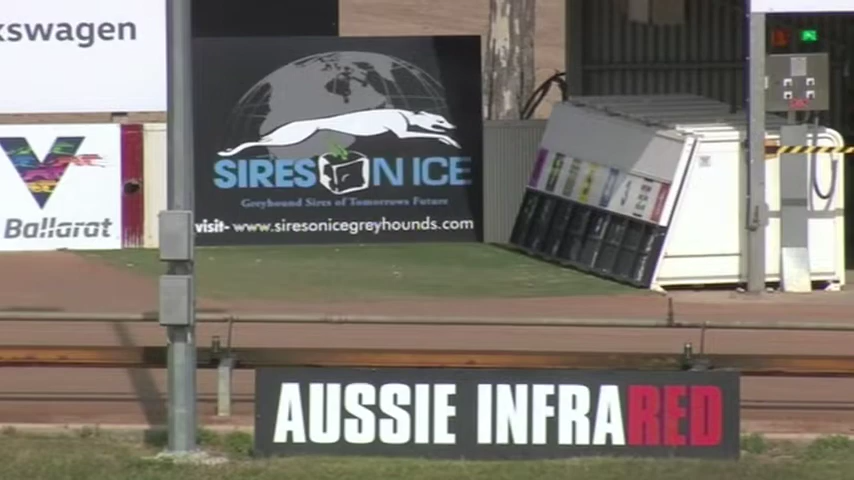 kswagen
SIRES ON ICE
Greyhound Sires of Tomorrows Future
visit- www.siresonicegreyhounds.com
Ballarat
AUSSIE INFRARED